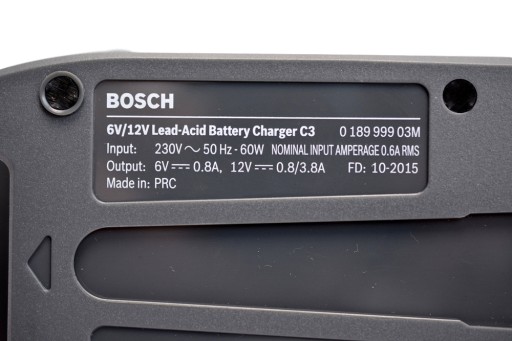 BOSCH
6V/12V Lead-Acid Battery Charger C3 0 189 999 03M
Input: 230V ~ 50 Hz - 60W NOMINAL INPUT AMPERAGE 0.6A RMS
Output: 6V ⎓ 0.8A, 12V ⎓ 0.8/3.8A FD: 10-2015
Made in: PRC